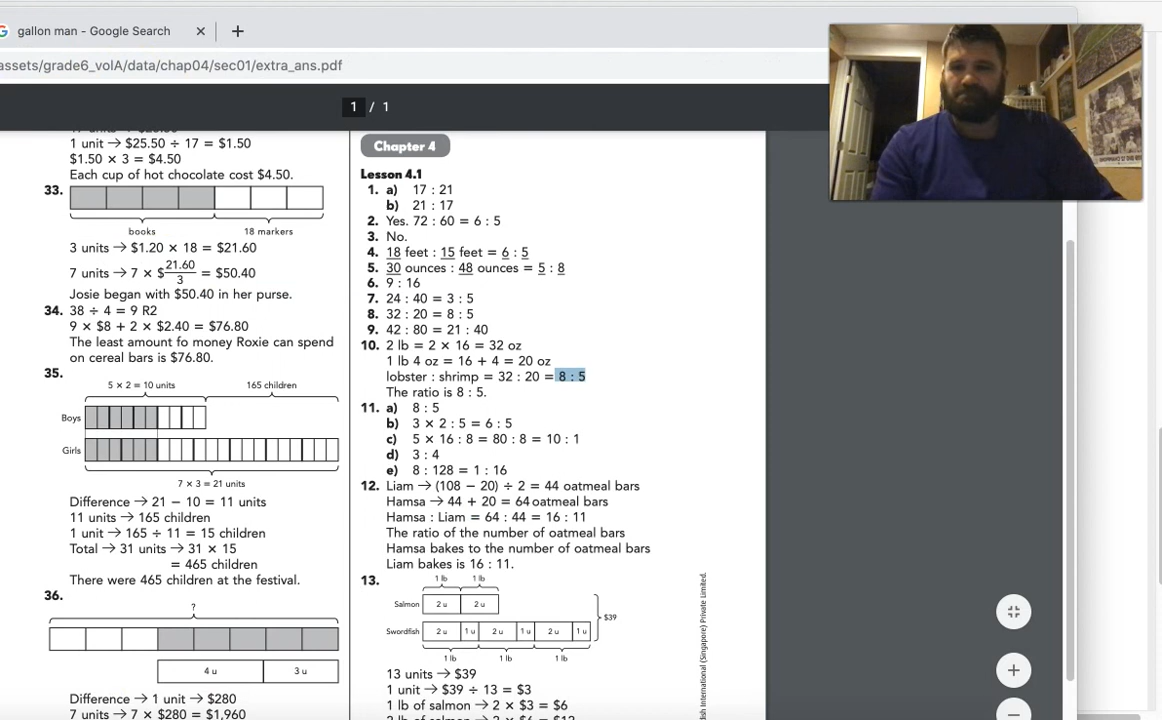 gallon man - Google Search
assets/grade6_volA/data/chap04/sec01/extra_ans.pdf
1 / 1
1 unit → $25.50 ÷ 17 = $1.50
$1.50 × 3 = $4.50
Each cup of hot chocolate cost $4.50.
33.
books
18 markers
3 units → $1.20 × 18 = $21.60
7 units → 7 × $21.60/3 = $50.40
Josie began with $50.40 in her purse.
34. 38 ÷ 4 = 9 R2
9 × $8 + 2 × $2.40 = $76.80
The least amount fo money Roxie can spend
on cereal bars is $76.80.
35.
5 × 2 = 10 units
165 children
Boys
Girls
7 × 3 = 21 units
Difference → 21 − 10 = 11 units
11 units → 165 children
1 unit → 165 ÷ 11 = 15 children
Total → 31 units → 31 × 15
= 465 children
There were 465 children at the festival.
36.
?
4 u 3 u
Difference → 1 unit → $280
7 units → 7 × $280 = $1,960
Chapter 4
Lesson 4.1
1. a) 17 : 21
b) 21 : 17
2. Yes. 72 : 60 = 6 : 5
3. No.
4. 18 feet : 15 feet = 6 : 5
5. 30 ounces : 48 ounces = 5 : 8
6. 9 : 16
7. 24 : 40 = 3 : 5
8. 32 : 20 = 8 : 5
9. 42 : 80 = 21 : 40
10. 2 lb = 2 × 16 = 32 oz
1 lb 4 oz = 16 + 4 = 20 oz
lobster : shrimp = 32 : 20 = 8 : 5
The ratio is 8 : 5.
11. a) 8 : 5
b) 3 × 2 : 5 = 6 : 5
c) 5 × 16 : 8 = 80 : 8 = 10 : 1
d) 3 : 4
e) 8 : 128 = 1 : 16
12. Liam → (108 − 20) ÷ 2 = 44 oatmeal bars
Hamsa → 44 + 20 = 64 oatmeal bars
Hamsa : Liam = 64 : 44 = 16 : 11
The ratio of the number of oatmeal bars
Hamsa bakes to the number of oatmeal bars
Liam bakes is 16 : 11.
13.
1 lb 1 lb
Salmon 2 u 2 u
$39
Swordfish 2 u 1 u 2 u 1 u 2 u 1 u
1 lb 1 lb 1 lb
13 units → $39
1 unit → $39 ÷ 13 = $3
1 lb of salmon → 2 × $3 = $6
International (Singapore) Private Limited.